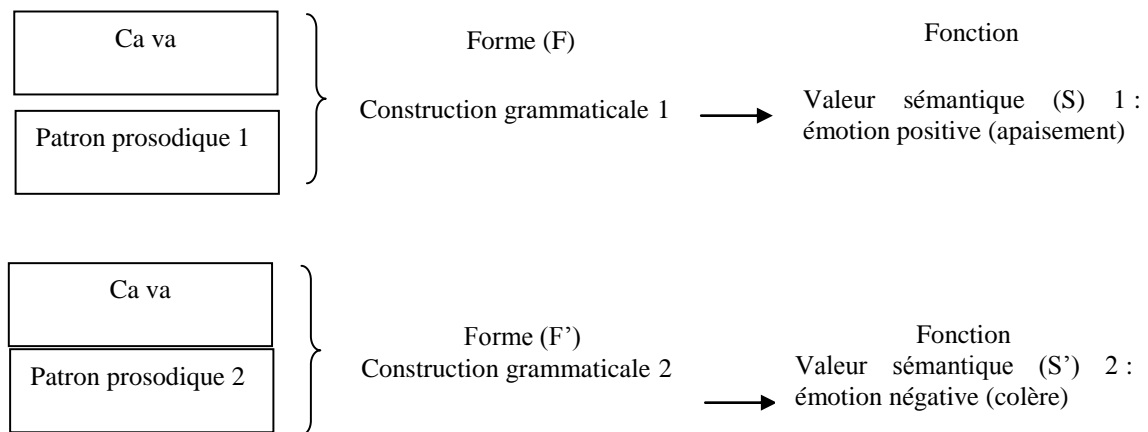 Ca va
Patron prosodique 1
Forme (F)
Construction grammaticale 1
Fonction
Valeur sémantique (S) 1 :
émotion positive (apaisement)
Ca va
Patron prosodique 2
Forme (F’)
Construction grammaticale 2
Fonction
Valeur sémantique (S’) 2 :
émotion négative (colère)